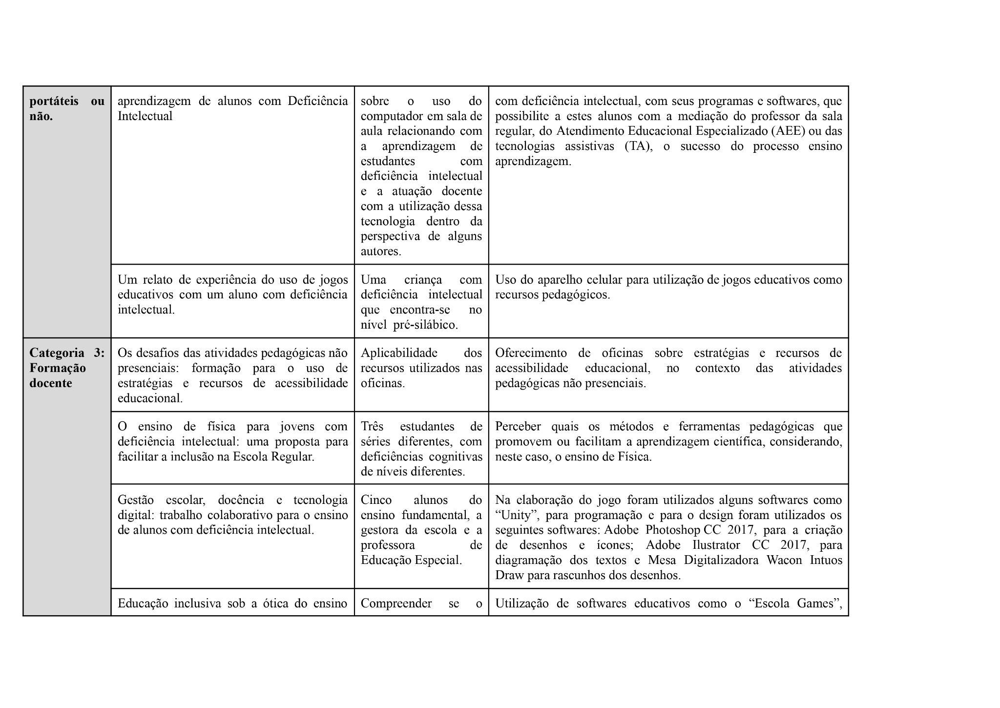 portáteis ou
não.
aprendizagem de alunos com Deficiência
Intelectual
sobre o uso do
computador em sala de
aula relacionando com
a aprendizagem de
estudantes com
deficiência intelectual
e a atuação docente
com a utilização dessa
tecnologia dentro da
perspectiva de alguns
autores.
com deficiência intelectual, com seus programas e softwares, que
possibilite a estes alunos com a mediação do professor da sala
regular, do Atendimento Educacional Especializado (AEE) ou das
tecnologias assistivas (TA), o sucesso do processo ensino
aprendizagem.
Um relato de experiência do uso de jogos
educativos com um aluno com deficiência
intelectual.
Uma criança com
deficiência intelectual
que encontra-se no
nível pré-silábico.
Uso do aparelho celular para utilização de jogos educativos como
recursos pedagógicos.
Categoria 3:
Formação
docente
Os desafios das atividades pedagógicas não
presenciais: formação para o uso de
estratégias e recursos de acessibilidade
educacional.
Aplicabilidade dos
recursos utilizados nas
oficinas.
Oferecimento de oficinas sobre estratégias e recursos de
acessibilidade educacional, no contexto das atividades
pedagógicas não presenciais.
O ensino de física para jovens com
deficiência intelectual: uma proposta para
facilitar a inclusão na Escola Regular.
Três estudantes de
séries diferentes, com
deficiências cognitivas
de níveis diferentes.
Perceber quais os métodos e ferramentas pedagógicas que
promovem ou facilitam a aprendizagem científica, considerando,
neste caso, o ensino de Física.
Gestão escolar, docência e tecnologia
digital: trabalho colaborativo para o ensino
de alunos com deficiência intelectual.
Cinco alunos do
ensino fundamental, a
gestora da escola e a
professora de
Educação Especial.
Na elaboração do jogo foram utilizados alguns softwares como
“Unity”, para programação e para o design foram utilizados os
seguintes softwares: Adobe Photoshop CC 2017, para a criação
de desenhos e ícones; Adobe Ilustrator CC 2017, para
diagramação dos textos e Mesa Digitalizadora Wacon Intuos
Draw para rascunhos dos desenhos.
Educação inclusiva sob a ótica do ensino
Compreender se o
Utilização de softwares educativos como o “Escola Games”,